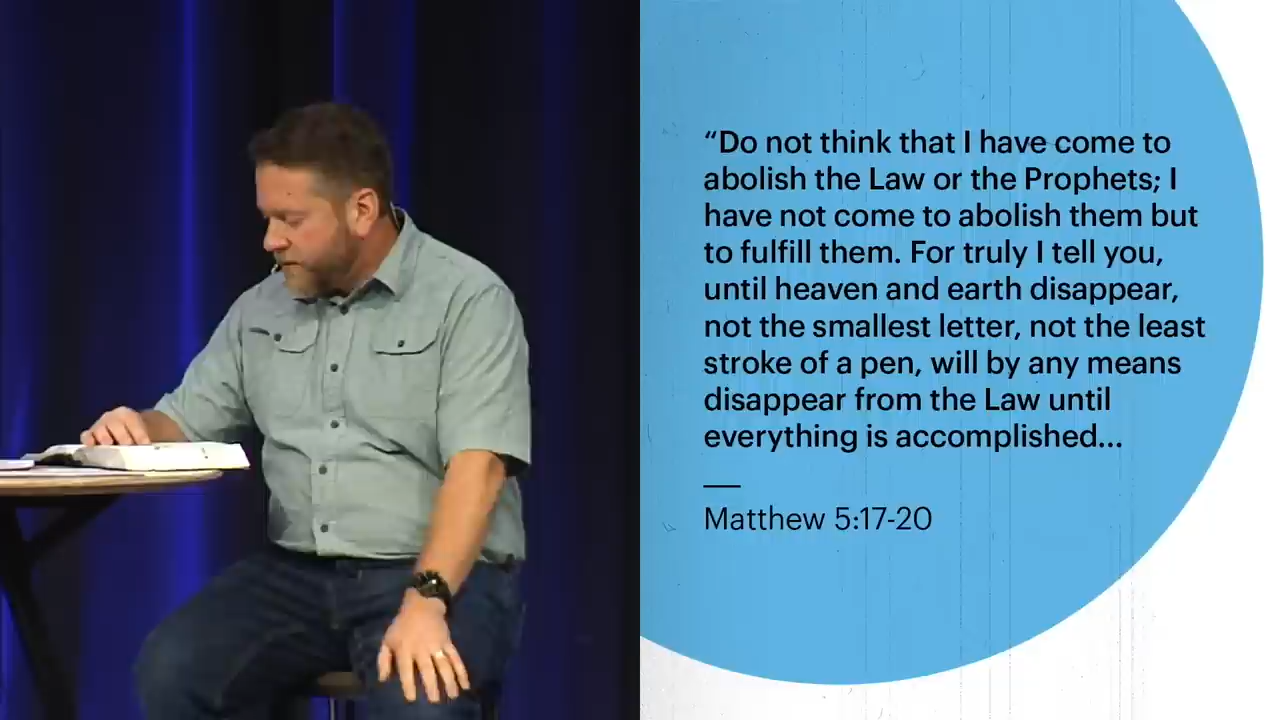 “Do not think that I have come to
abolish the Law or the Prophets; I
have not come to abolish them but
to fulfill them. For truly I tell you,
until heaven and earth disappear,
not the smallest letter, not the least
stroke of a pen, will by any means
disappear from the Law until
everything is accomplished...
Matthew 5:17-20